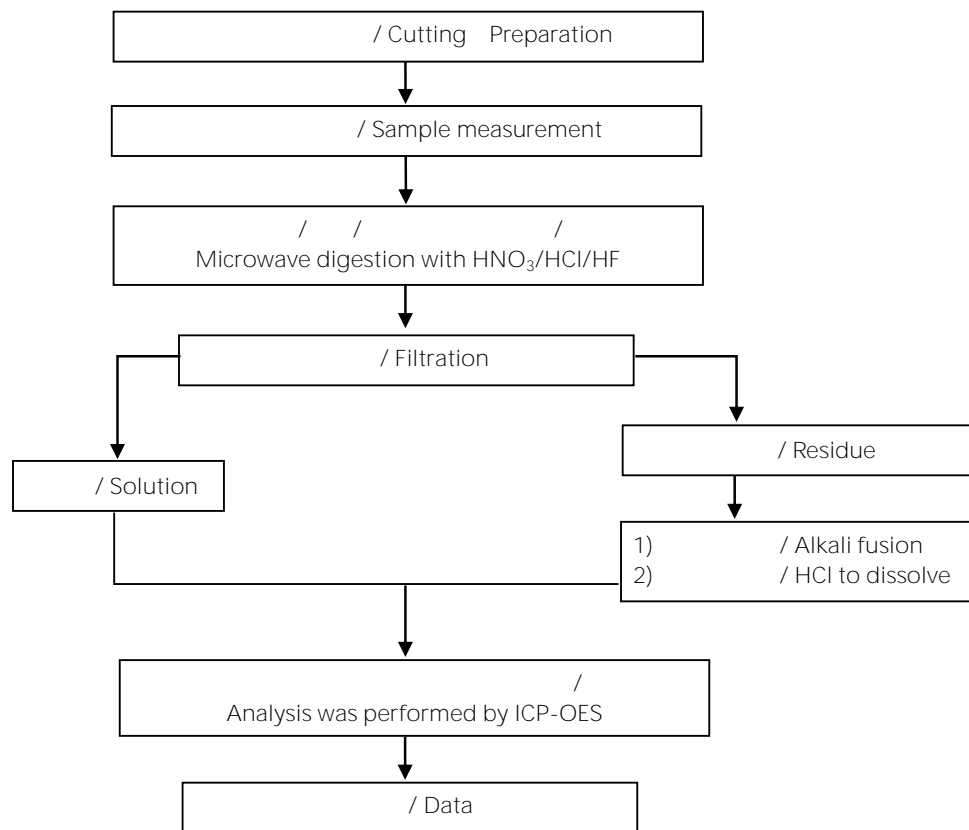 / Cutting Preparation
/ Sample measurement
/ / /
Microwave digestion with HNO₃/HCl/HF
/ Filtration
/ Residue
/ Solution
1) / Alkali fusion
2) / HCl to dissolve
/
Analysis was performed by ICP-OES
/ Data